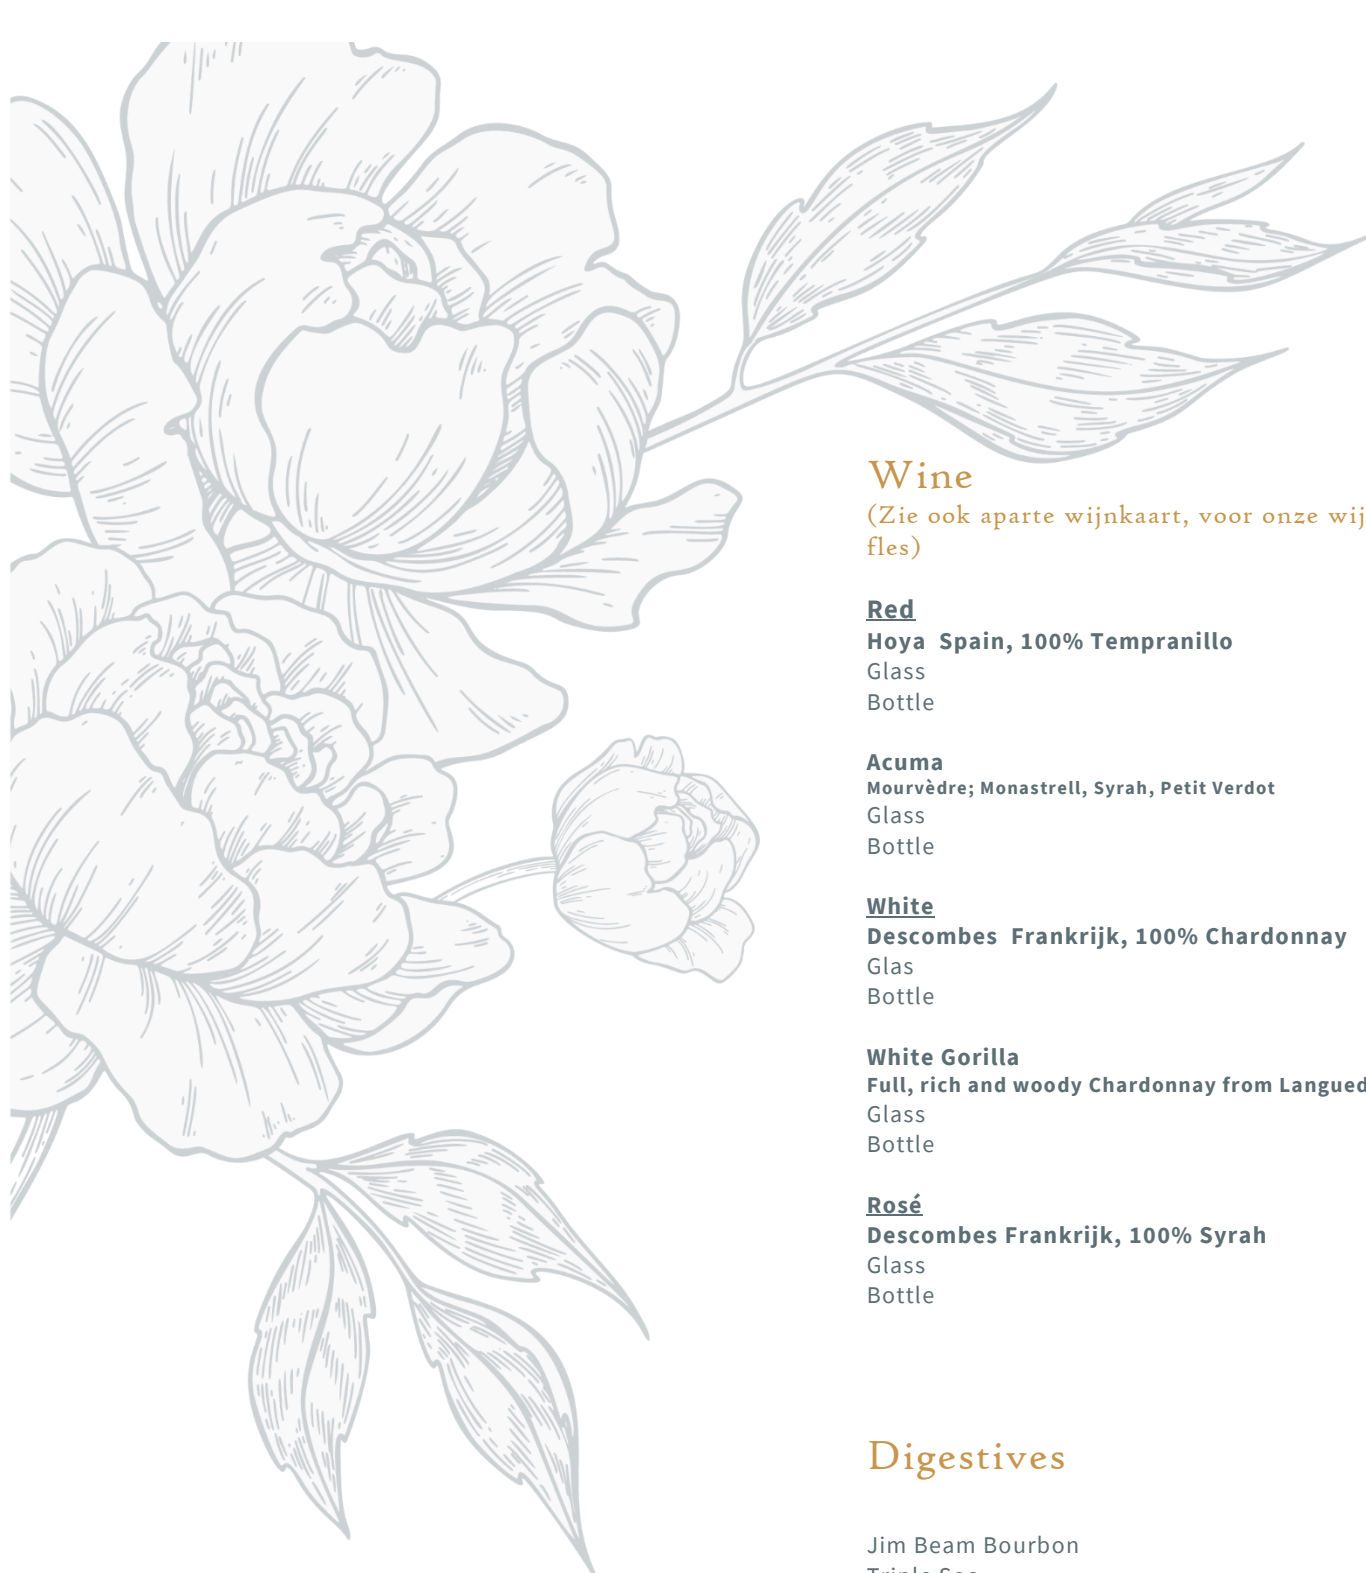 Wine
(Zie ook aparte wijnkaart, voor onze
fles)
Red
Hoya Spain, 100% Tempranillo
Glass
Bottle
Acuma
Mourvèdre; Monastrell, Syrah, Petit Verdot
Glass
Bottle
White
Descombes Frankrijk, 100% Chardonnay
Glas
Bottle
White Gorilla
Full, rich and woody Chardonnay from
Glass
Bottle
Rosé
Descombes Frankrijk, 100% Syrah
Glass
Bottle
Digestives
Jim Beam Bourbon